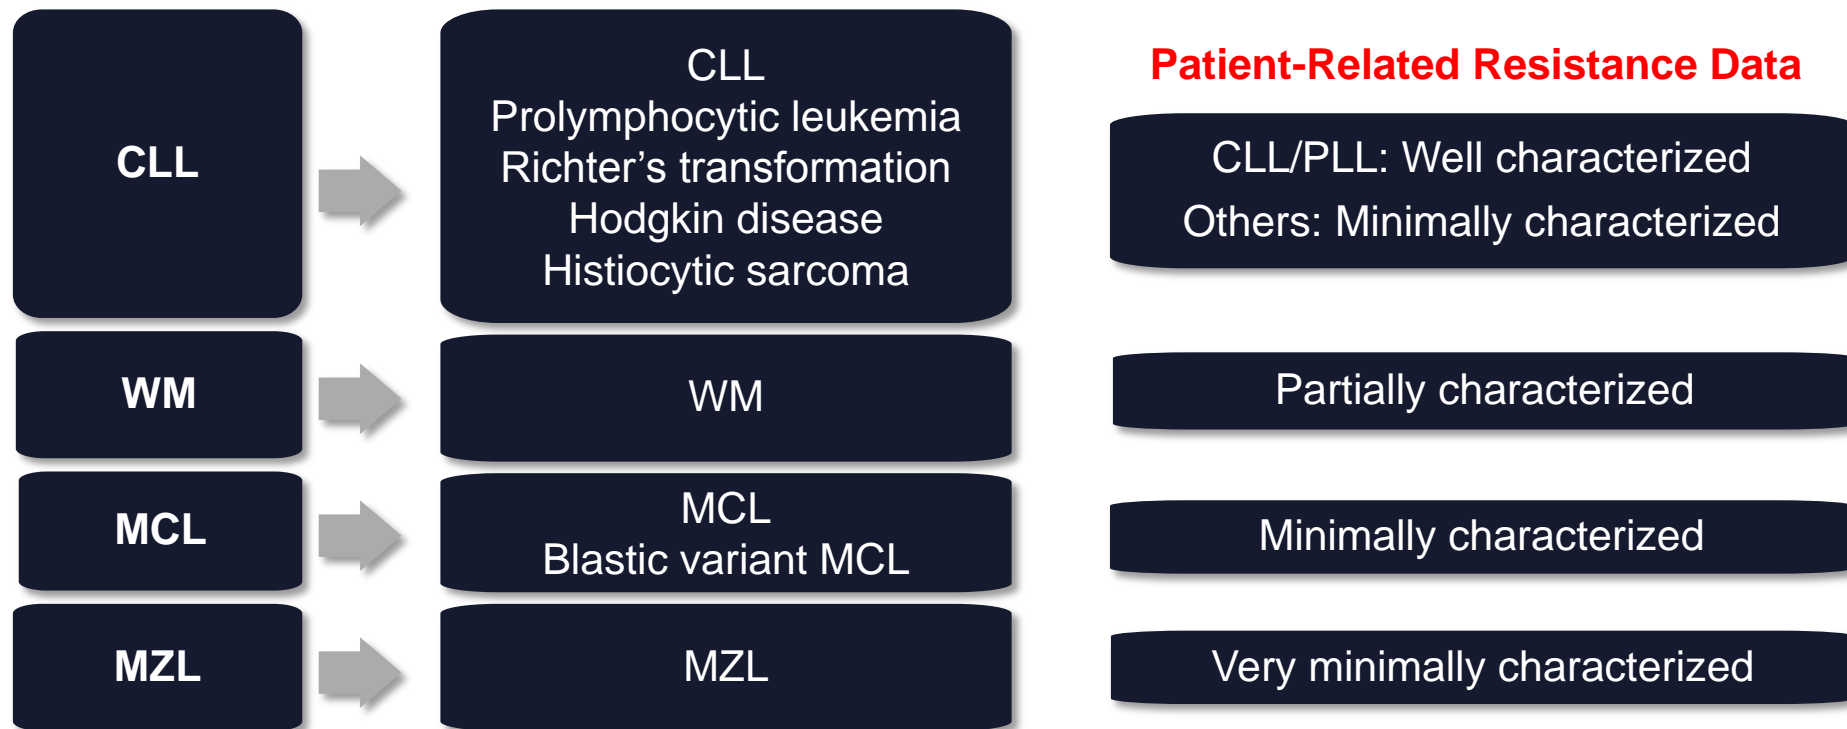 Patient-Related Resistance Data
CLL
CLL
Prolymphocytic leukemia
Richter's transformation
Hodgkin disease
Histiocytic sarcoma
CLL/PLL: Well characterized
Others: Minimally characterized
WM
WM
Partially characterized
MCL
MCL
Blastic variant MCL
Minimally characterized
MZL
MZL
Very minimally characterized